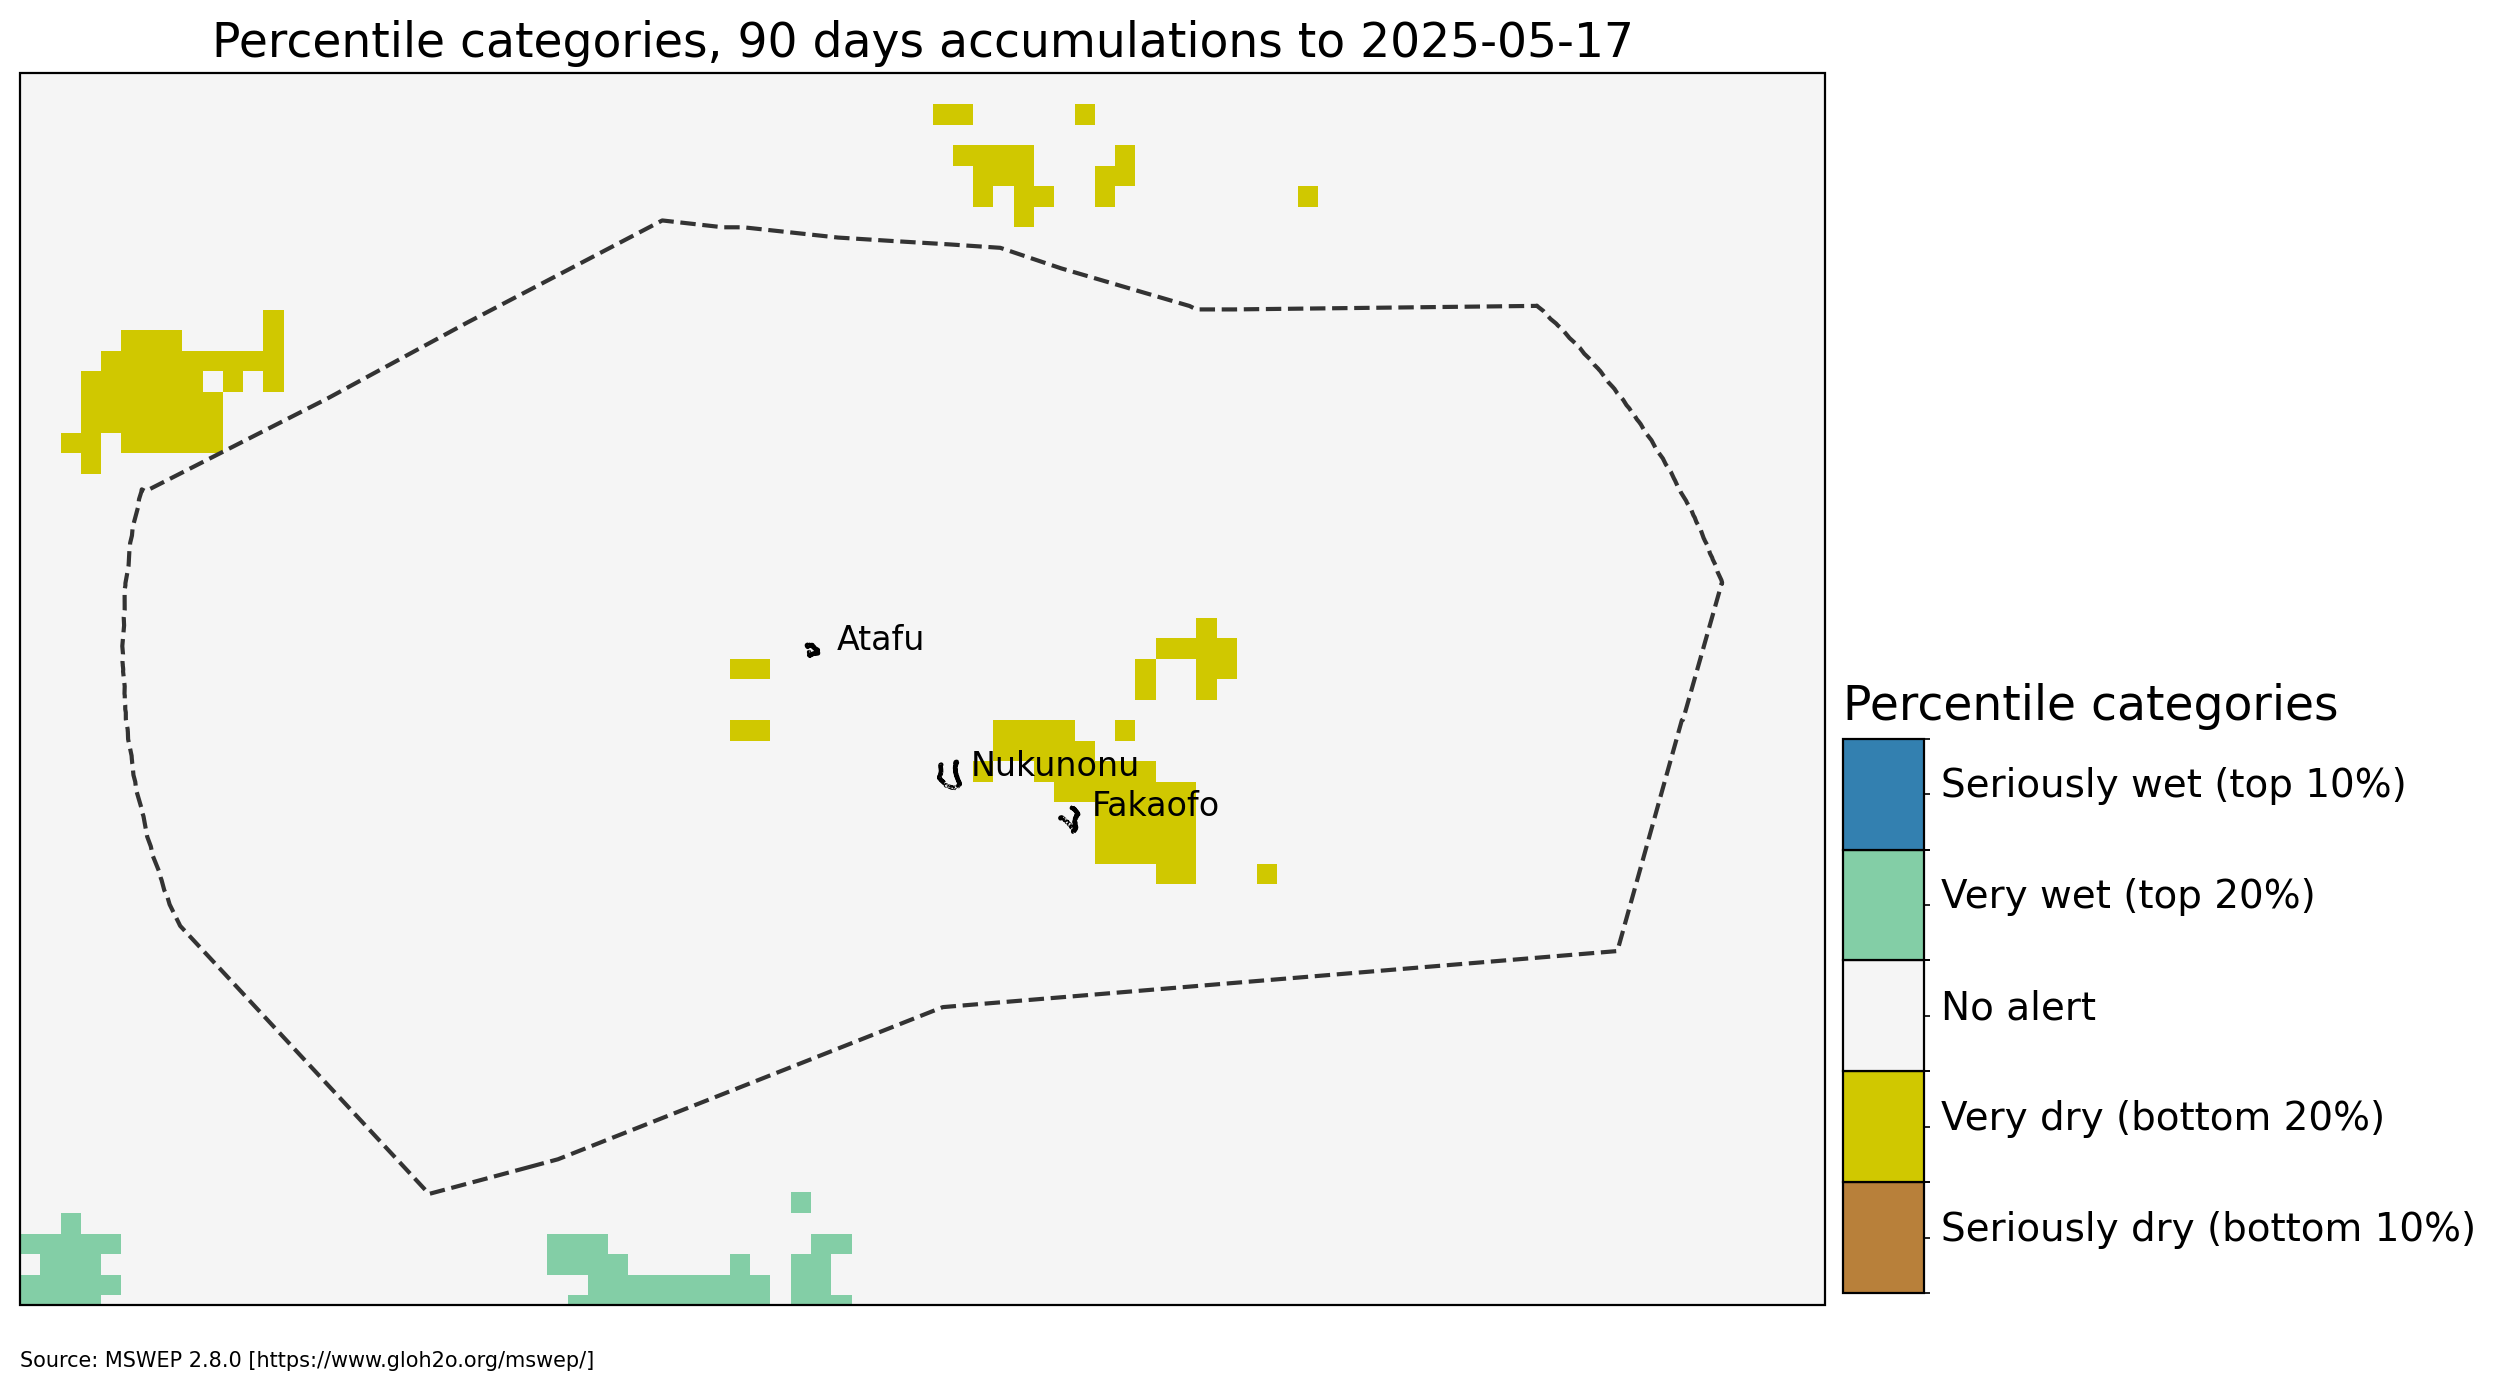 Percentile categories, 90 days accumulations to 2025-05-17
Atafu
Nukunonu
Fakaofo
Percentile categories
Seriously wet (top 10%)
Very wet (top 20%)
No alert
Very dry (bottom 20%)
Seriously dry (bottom 10%)
Source: MSWEP 2.8.0 [https://www.gloh2o.org/mswep/]